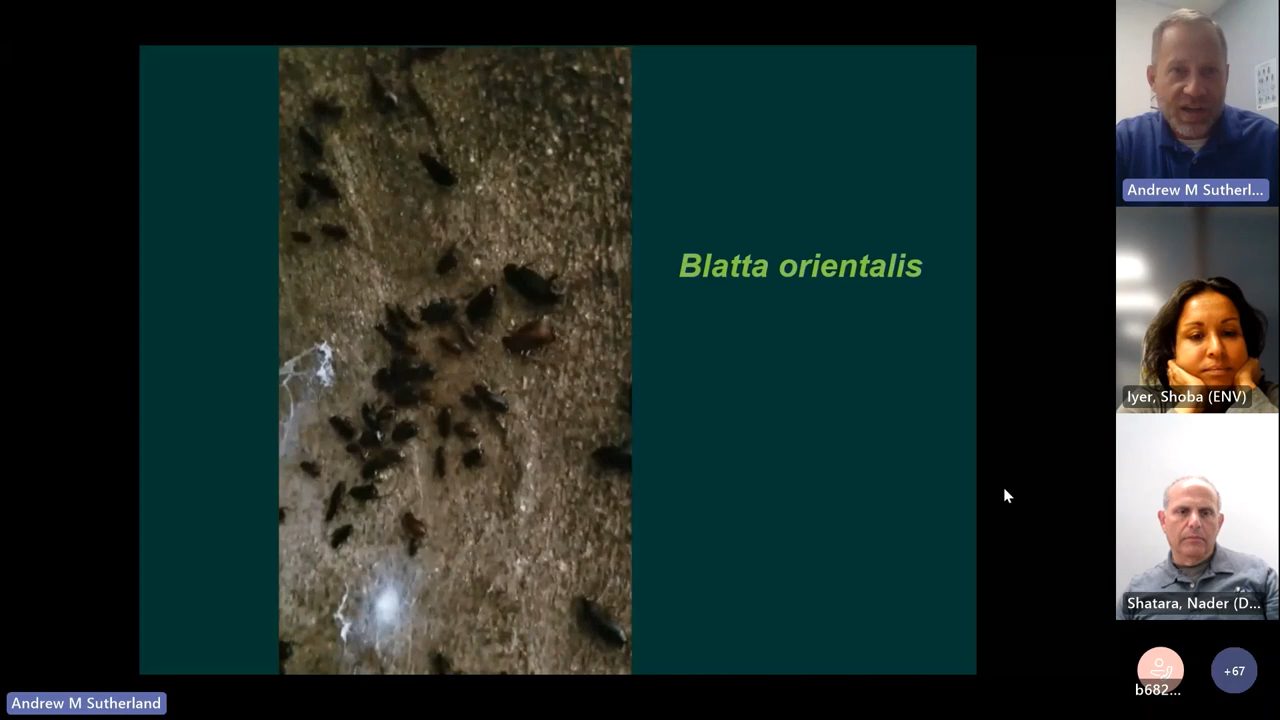 Blatta orientalis
Andrew M Sutherl...
Iyer, Shoba (ENV)
Shatara, Nader (D...
b682...
+67
Andrew M Sutherland